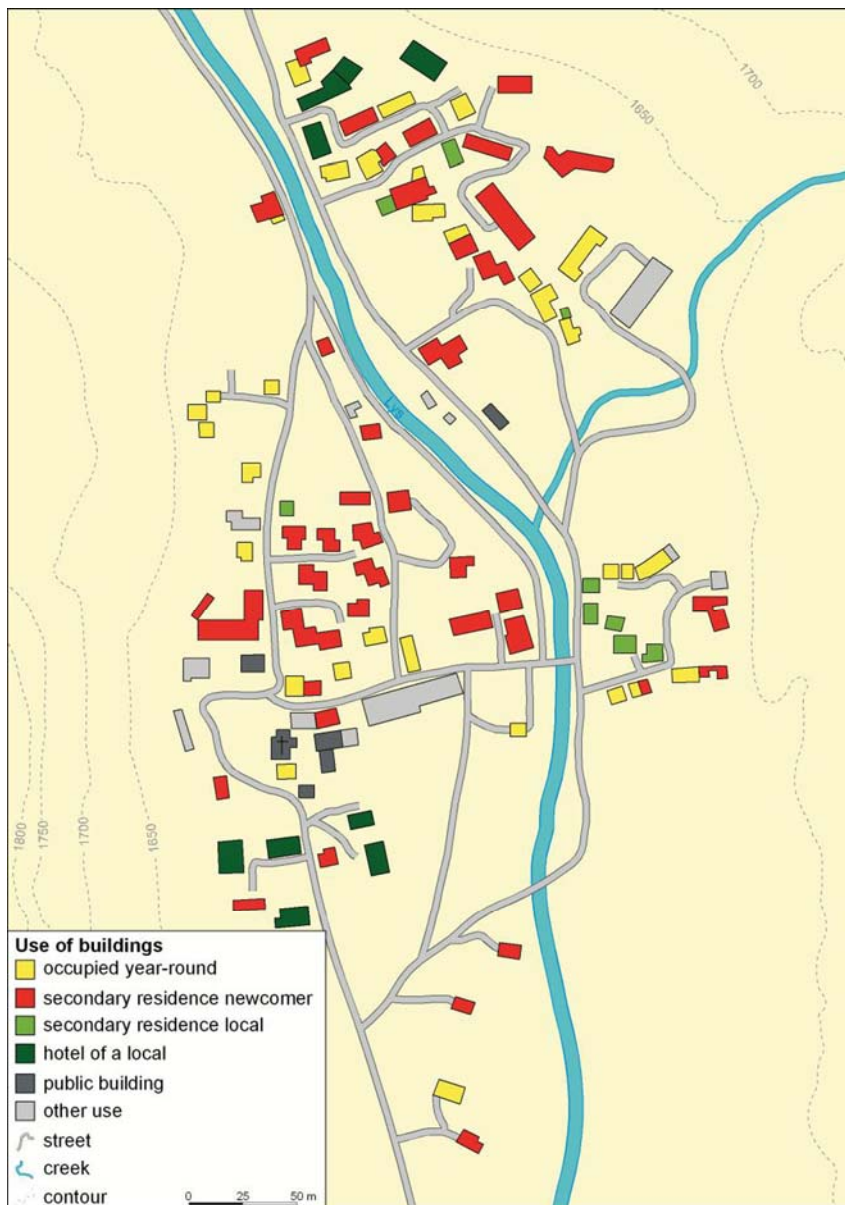 1700
1650
Lys
1800
1750
1700
1650
Use of buildings
occupied year-round
secondary residence newcomer
secondary residence local
hotel of a local
public building
other use
street
creek
contour
0 25 50 m